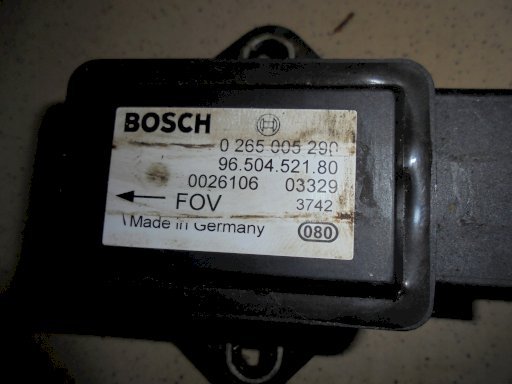 BOSCH
0 265 005 290
96.504.521.80
0026106 03329
← FOV 3742
Made in Germany 080